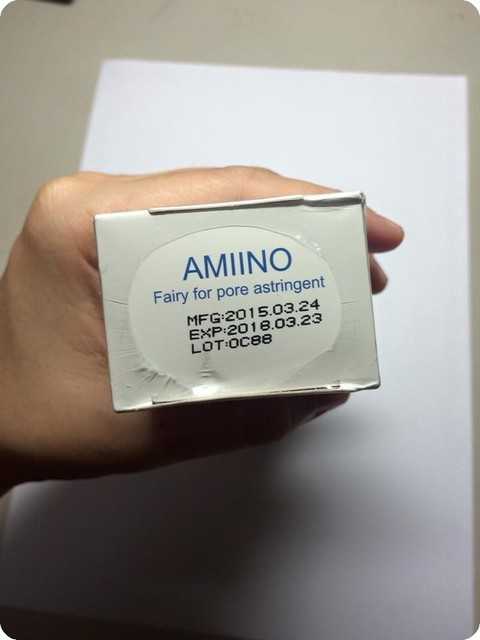 AMIINO
Fairy for pore astringent
MFG:2015.03.24
EXP:2018.03.23
LOT:0C88